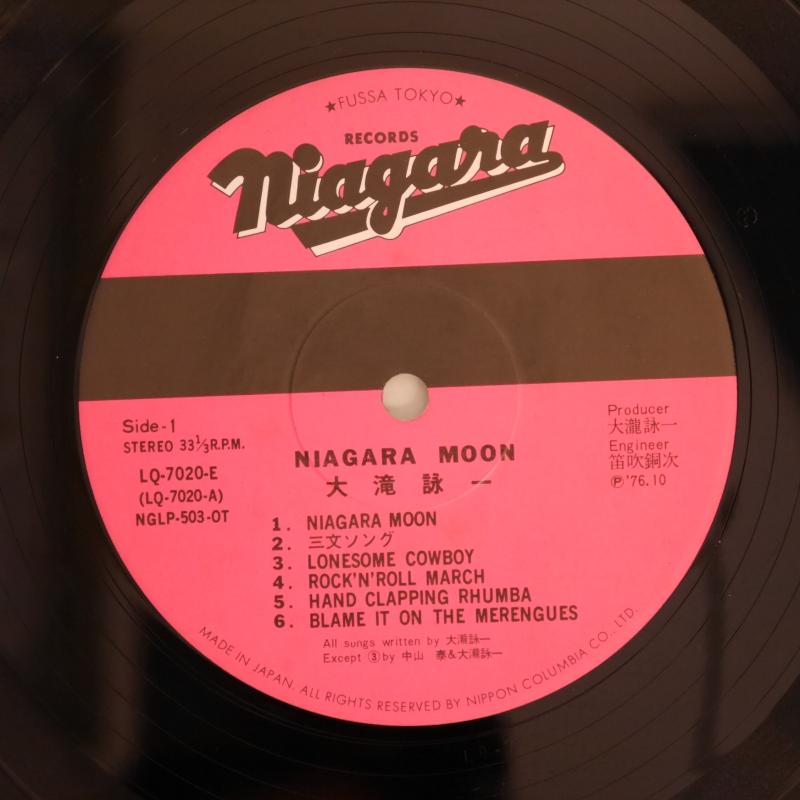 ★FUSSA TOKYO★
RECORDS
Niagara
Side-1
STEREO 33⅓R.P.M.
LQ-7020-E
(LQ-7020-A)
NGLP-503-OT
Producer
大瀧詠一
Engineer
笛吹銅次
Ⓟ'76.10
NIAGARA MOON
大滝詠一
1. NIAGARA MOON
2. 三文ソング
3. LONESOME COWBOY
4. ROCK'N'ROLL MARCH
5. HAND CLAPPING RHUMBA
6. BLAME IT ON THE MERENGUES
All songs written by 大瀧詠一
Except ③ by 中山 泰&大瀧詠一
MADE IN JAPAN. ALL RIGHTS RESERVED BY NIPPON COLUMBIA CO., LTD.